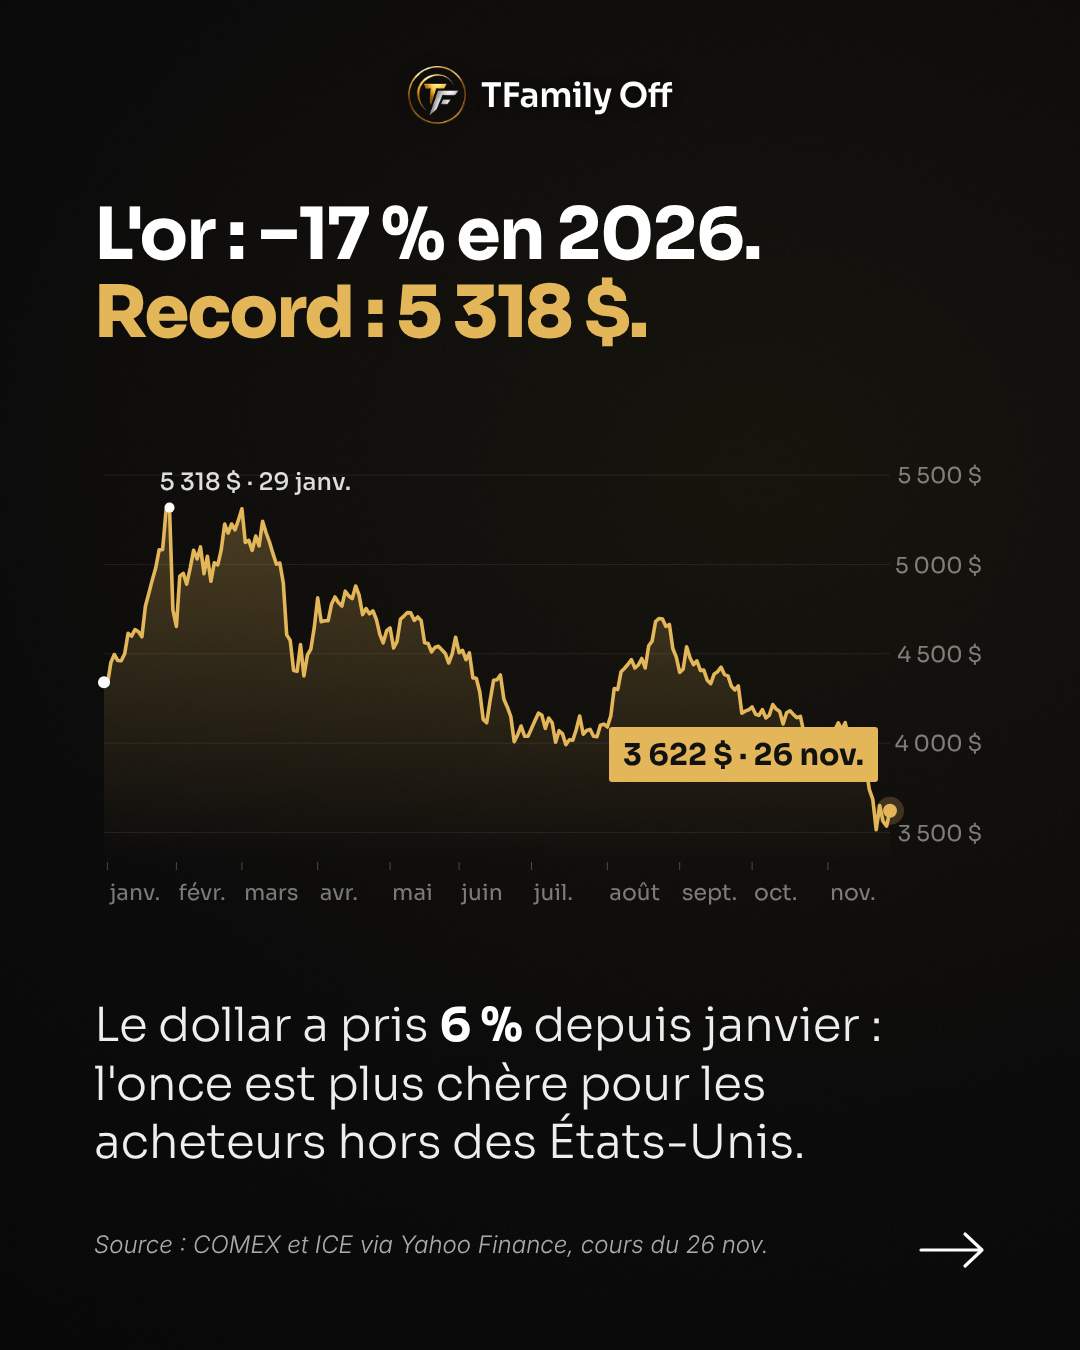 TF TFamily Off
L'or : −17 % en 2026.
Record : 5 318 $.
5 318 $ · 29 janv.
5 500 $
5 000 $
4 500 $
4 000 $
3 622 $ · 26 nov.
3 500 $
janv. févr. mars avr. mai juin juil. août sept. oct. nov.
Le dollar a pris 6 % depuis janvier :
l'once est plus chère pour les
acheteurs hors des États-Unis.
Source : COMEX et ICE via Yahoo Finance, cours du 26 nov.